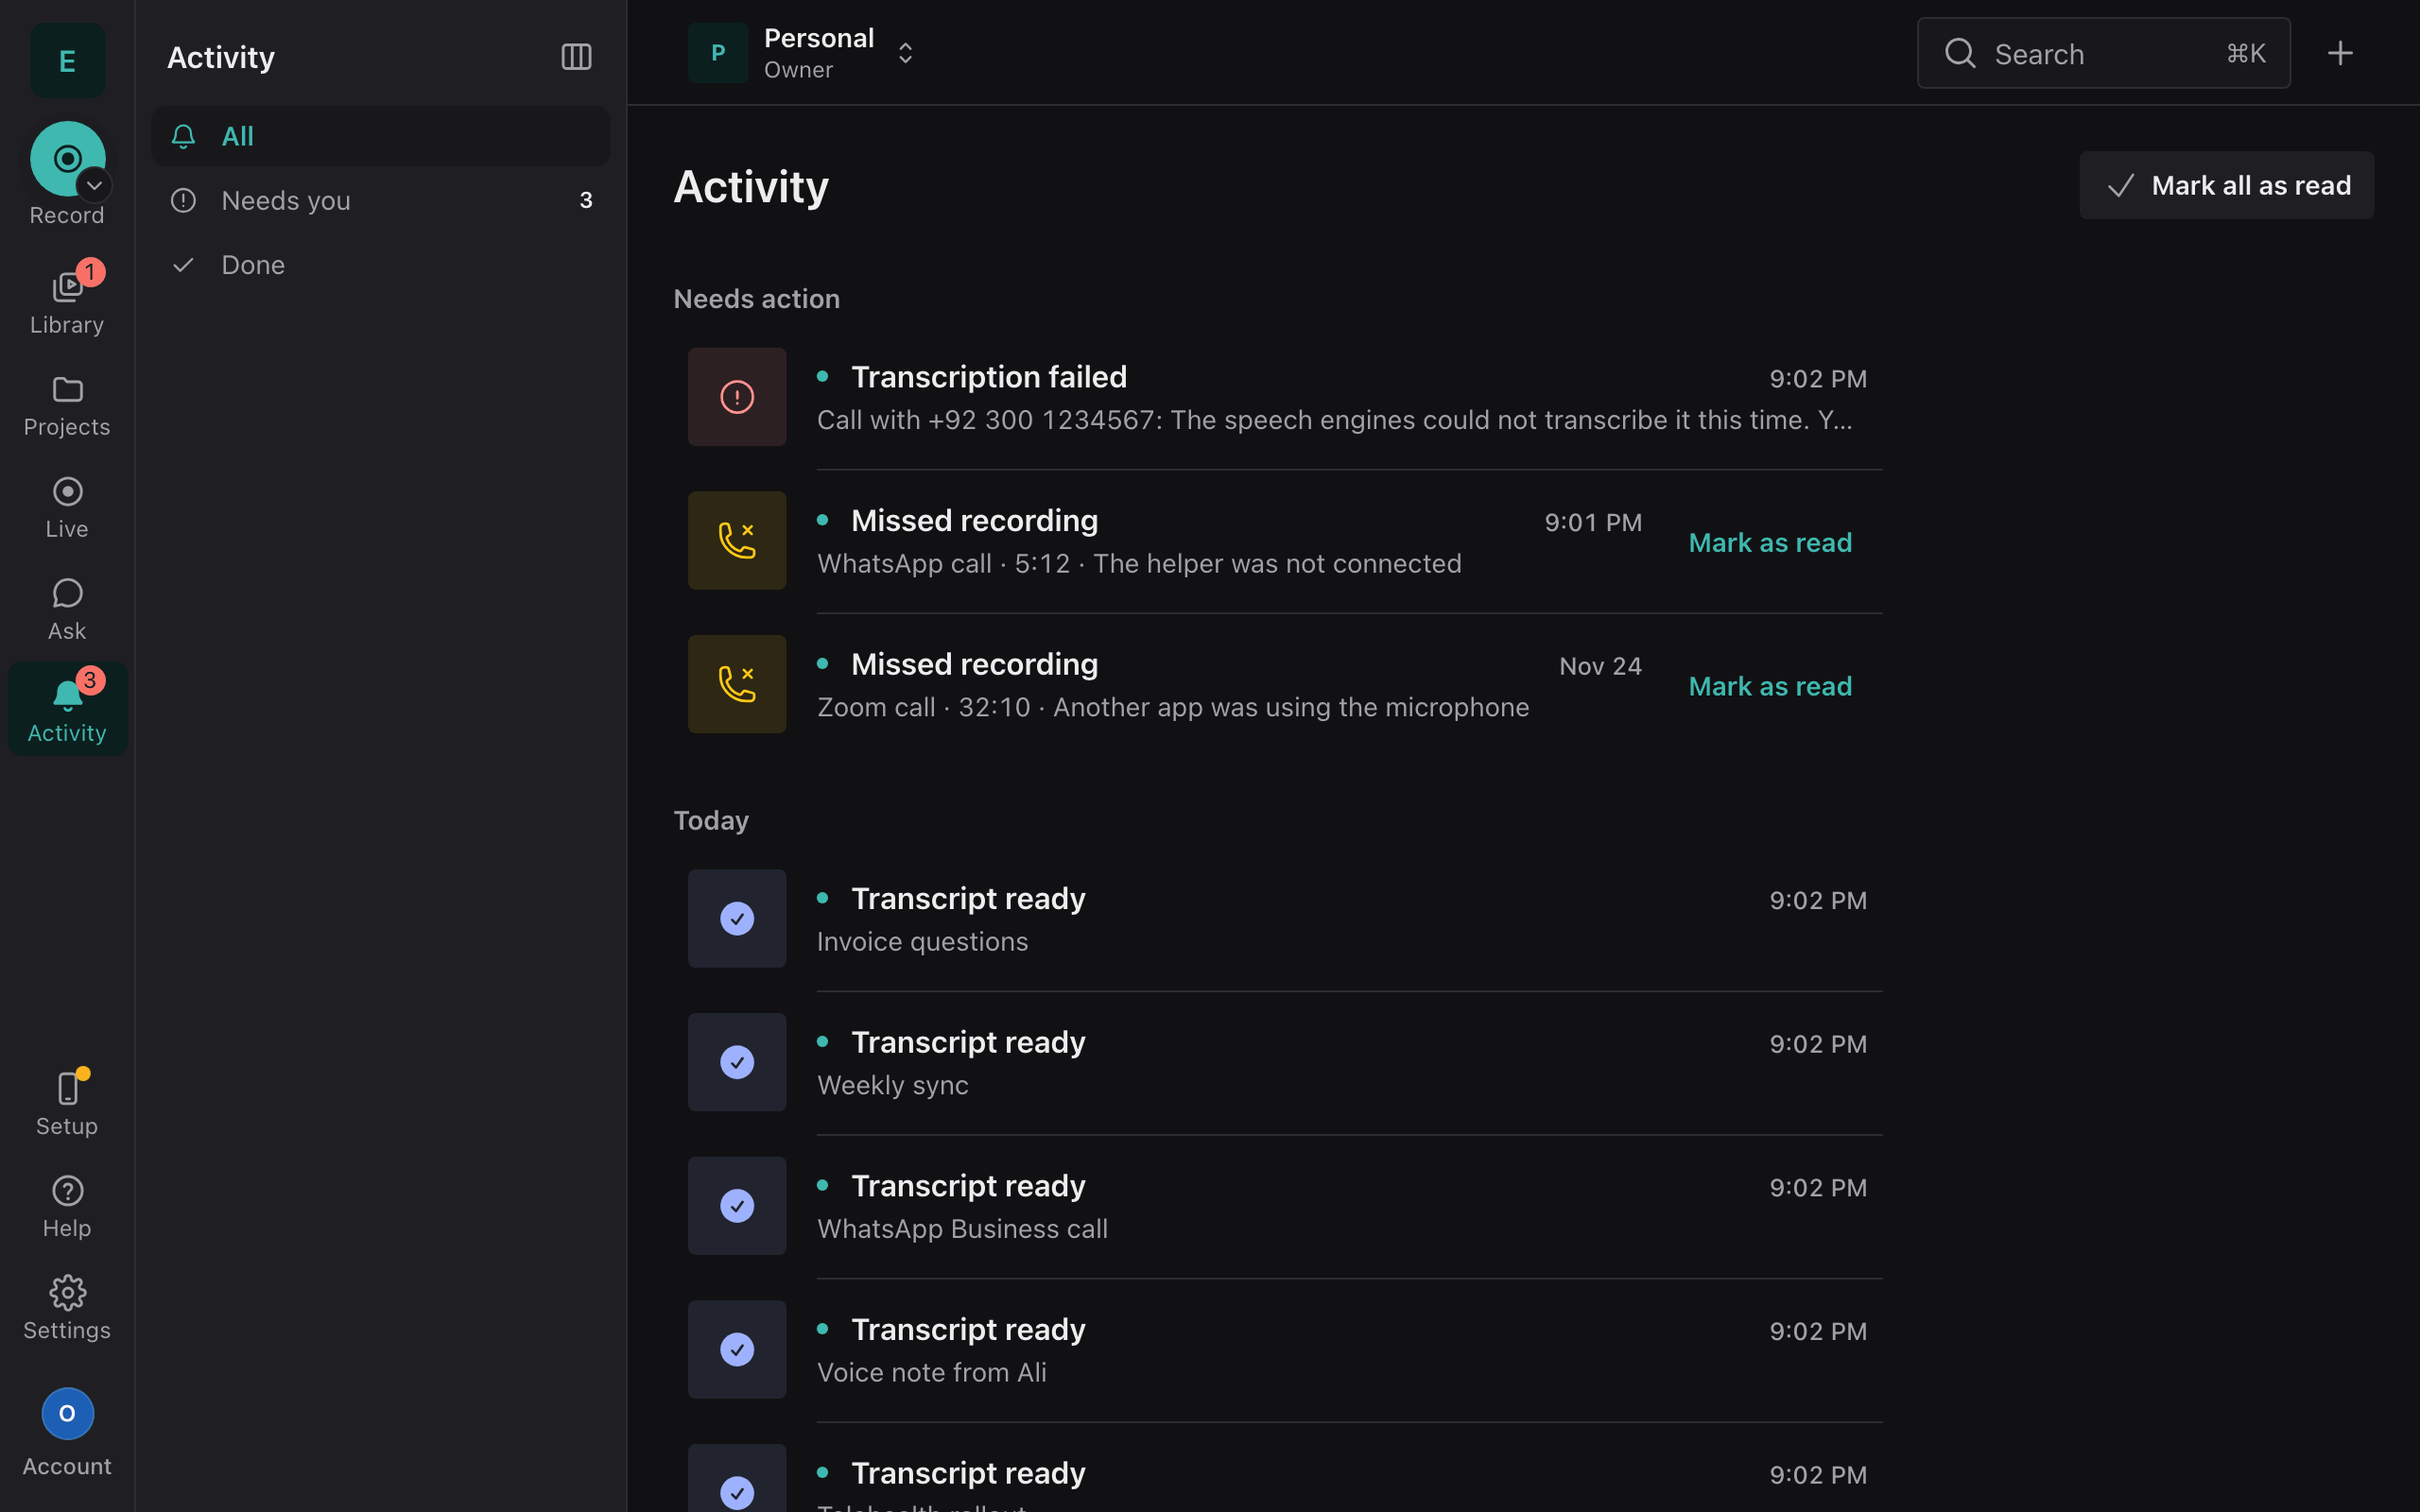 E
Record
1
Library
Projects
Live
Ask
3
Activity
Setup
Help
Settings
O
Account
Activity
All
Needs you 3
Done
P
Personal
Owner
Search ⌘K
Activity
Mark all as read
Needs action
Transcription failed 9:02 PM
Call with +92 300 1234567: The speech engines could not transcribe it this time. Y...
Missed recording 9:01 PM
WhatsApp call · 5:12 · The helper was not connected
Mark as read
Missed recording Nov 24
Zoom call · 32:10 · Another app was using the microphone
Mark as read
Today
Transcript ready 9:02 PM
Invoice questions
Transcript ready 9:02 PM
Weekly sync
Transcript ready 9:02 PM
WhatsApp Business call
Transcript ready 9:02 PM
Voice note from Ali
Transcript ready 9:02 PM